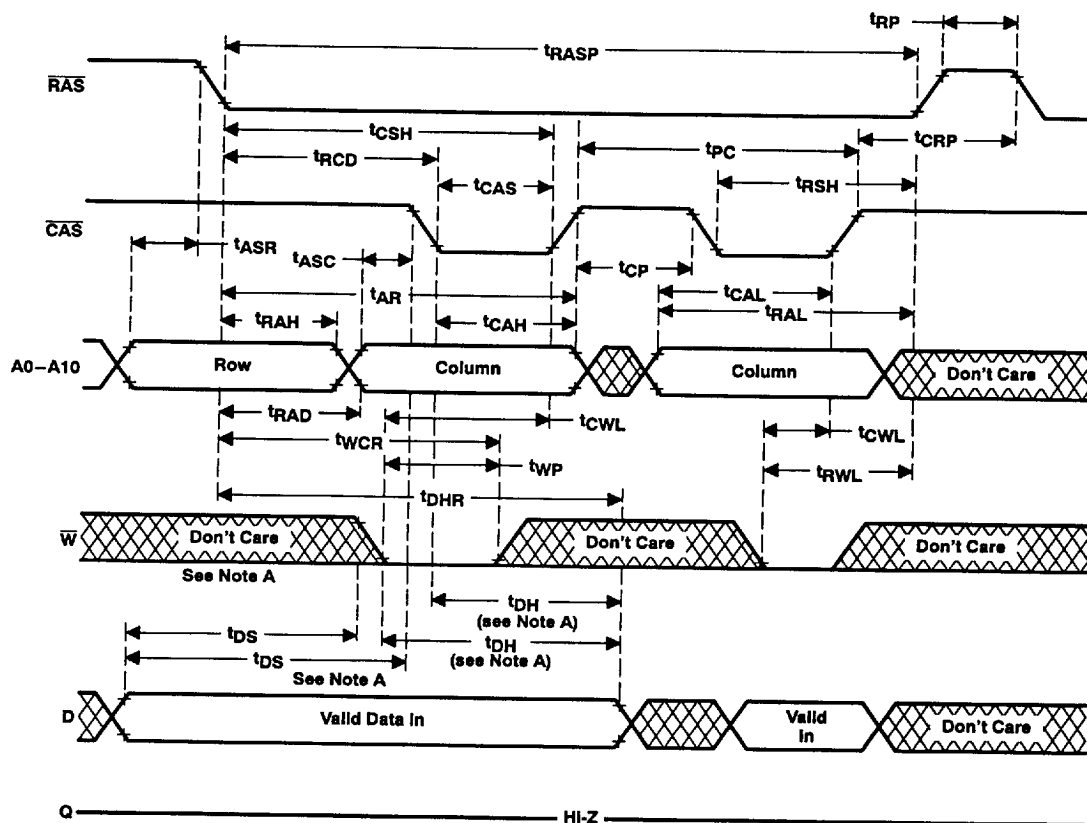 tRP
tRASP
RAS
tCSH
tCRP
tRCD
tPC
tCAS
tRSH
CAS
tASR
tASC
tCP
tAR
tCAL
tRAH
tCAH
tRAL
A0–A10
Row
Column
Column
Don't Care
tRAD
tCWL
tCWL
tWCR
tWP
tRWL
tDHR
W
Don't Care
Don't Care
Don't Care
See Note A
tDH
(see Note A)
tDS
tDH
(see Note A)
tDS
See Note A
D
Valid Data In
Valid
In
Don't Care
Q
HI-Z